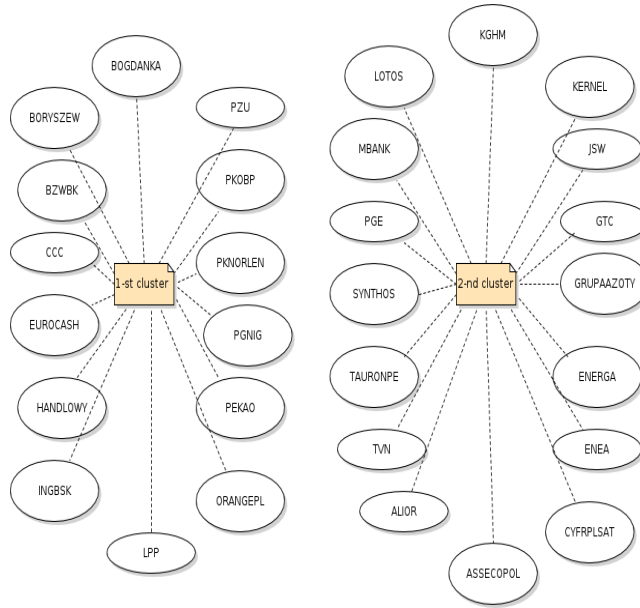 BOGDANKA
BORYSZEW
PZU
BZWBK
PKOBP
CCC
PKNORLEN
1-st cluster
EUROCASH
PGNIG
HANDLOWY
PEKAO
INGBSK
ORANGEPL
LPP
KGHM
LOTOS
KERNEL
MBANK
JSW
PGE
GTC
SYNTHOS
2-nd cluster
GRUPAAZOTY
TAURONPE
ENERGA
TVN
ENEA
ALIOR
CYFRPLSAT
ASSECOPOL